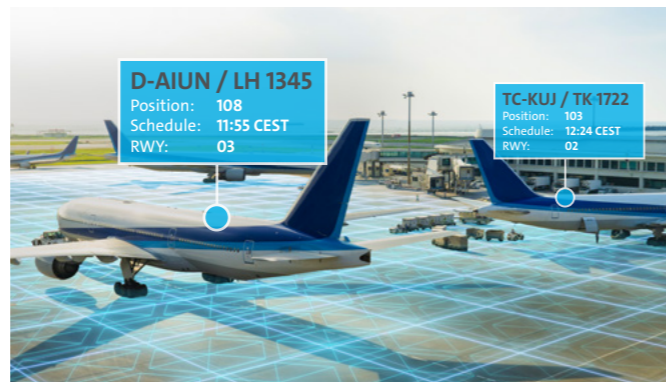 D-AIUN / LH 1345
Position: 108
Schedule: 11:55 CEST
RWY: 03
TC-KUJ / TK 1722
Position: 103
Schedule: 12:24 CEST
RWY: 02